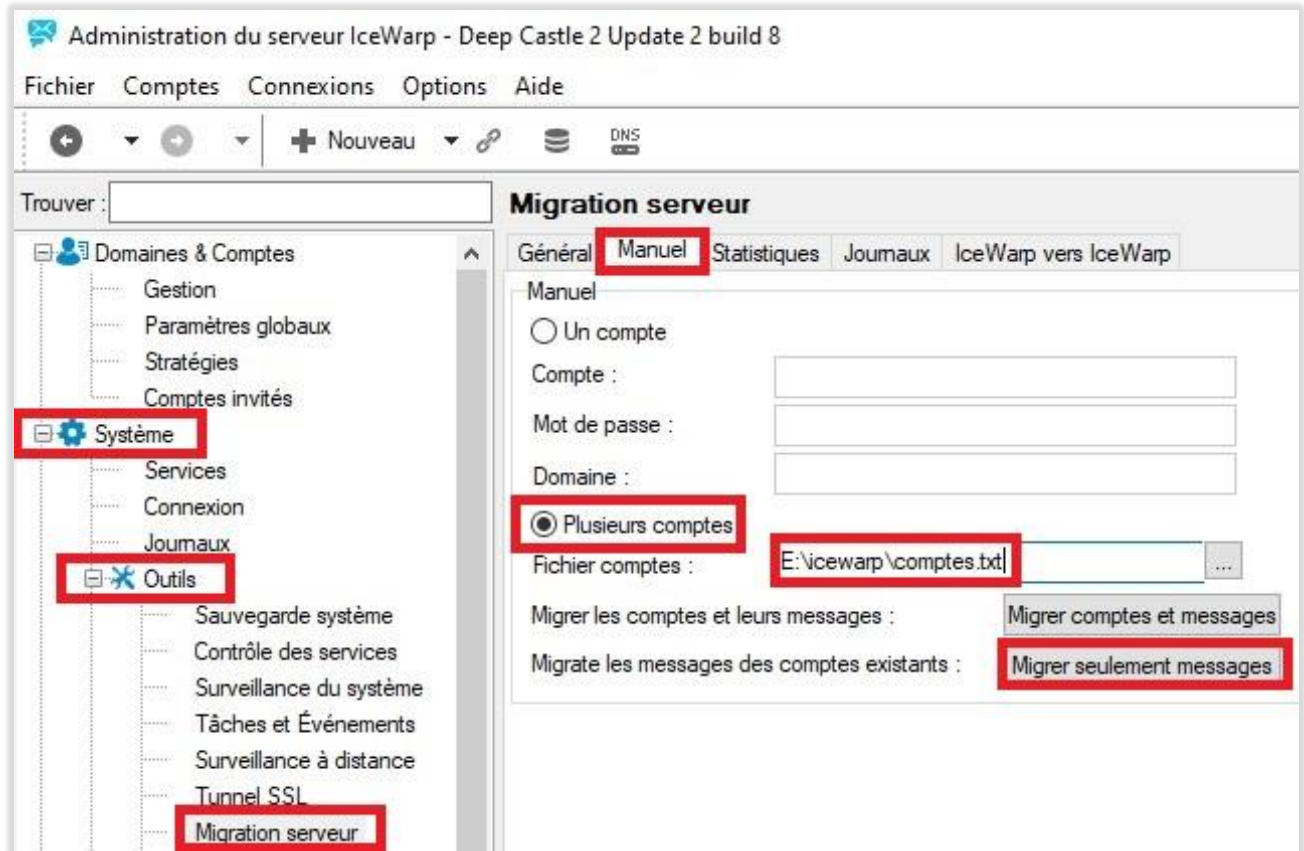 Administration du serveur IceWarp - Deep Castle 2 Update 2 build 8
Fichier Comptes Connexions Options Aide
Nouveau DNS
Trouver :
Domaines & Comptes
Gestion
Paramètres globaux
Stratégies
Comptes invités
Système
Services
Connexion
Journaux
Outils
Sauvegarde système
Contrôle des services
Surveillance du système
Tâches et Événements
Surveillance à distance
Tunnel SSL
Migration serveur
Migration serveur
Général Manuel Statistiques Journaux IceWarp vers IceWarp
Manuel
Un compte
Compte :
Mot de passe :
Domaine :
Plusieurs comptes
Fichier comptes : E:\icewarp\comptes.txt ...
Migrer les comptes et leurs messages : Migrer comptes et messages
Migrate les messages des comptes existants : Migrer seulement messages